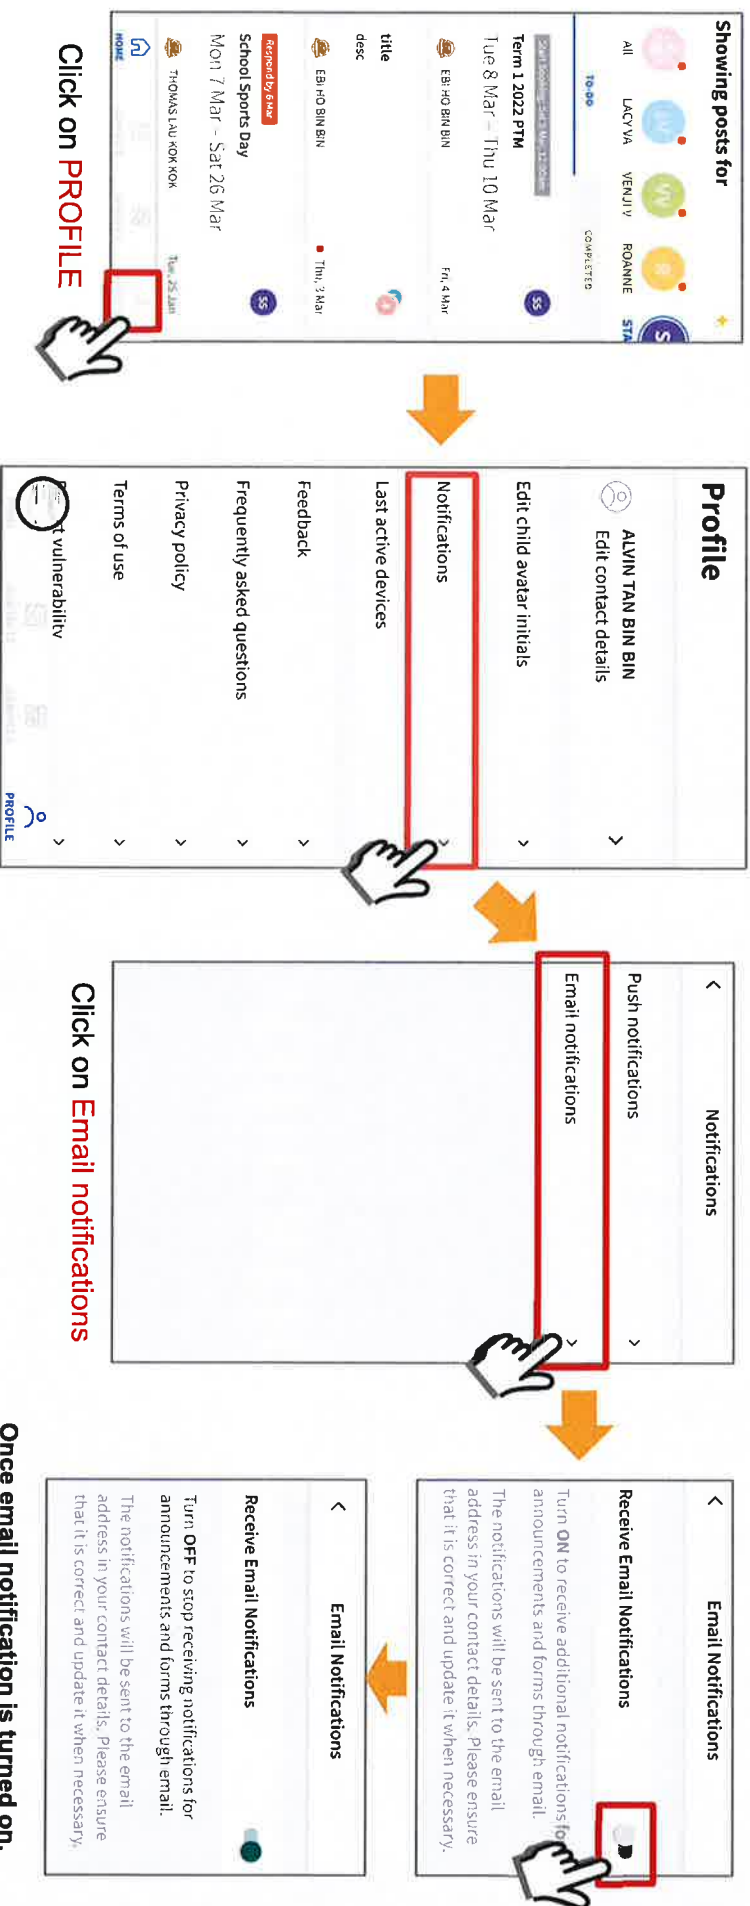 Showing posts for
All
LACY VA
VENJI V
ROANNE
STA
TO-DO
COMPLETED
Term 1 2022 PTM
Tue 8 Mar – Thu 10 Mar
SS
EBI HO BIN BIN
Fri, 4 Mar
title
desc
EBI HO BIN BIN
Thu, 3 Mar
Respond by 6 Mar
School Sports Day
Mon 7 Mar – Sat 26 Mar
SS
THOMAS LAU KOK KOK
Tue, 25 Jan
HOME
Click on PROFILE
Profile
ALVIN TAN BIN BIN
Edit contact details
Edit child avatar initials
Notifications
Last active devices
Feedback
Frequently asked questions
Privacy policy
Terms of use
t vulnerability
PROFILE
Notifications
Push notifications
Email notifications
Click on Email notifications
Email Notifications
Receive Email Notifications
Turn ON to receive additional notifications fo
announcements and forms through email.
The notifications will be sent to the email
address in your contact details. Please ensure
that it is correct and update it when necessary.
Email Notifications
Receive Email Notifications
Turn OFF to stop receiving notifications for
announcements and forms through email.
The notifications will be sent to the email
address in your contact details. Please ensure
that it is correct and update it when necessary.
Once email notification is turned on,